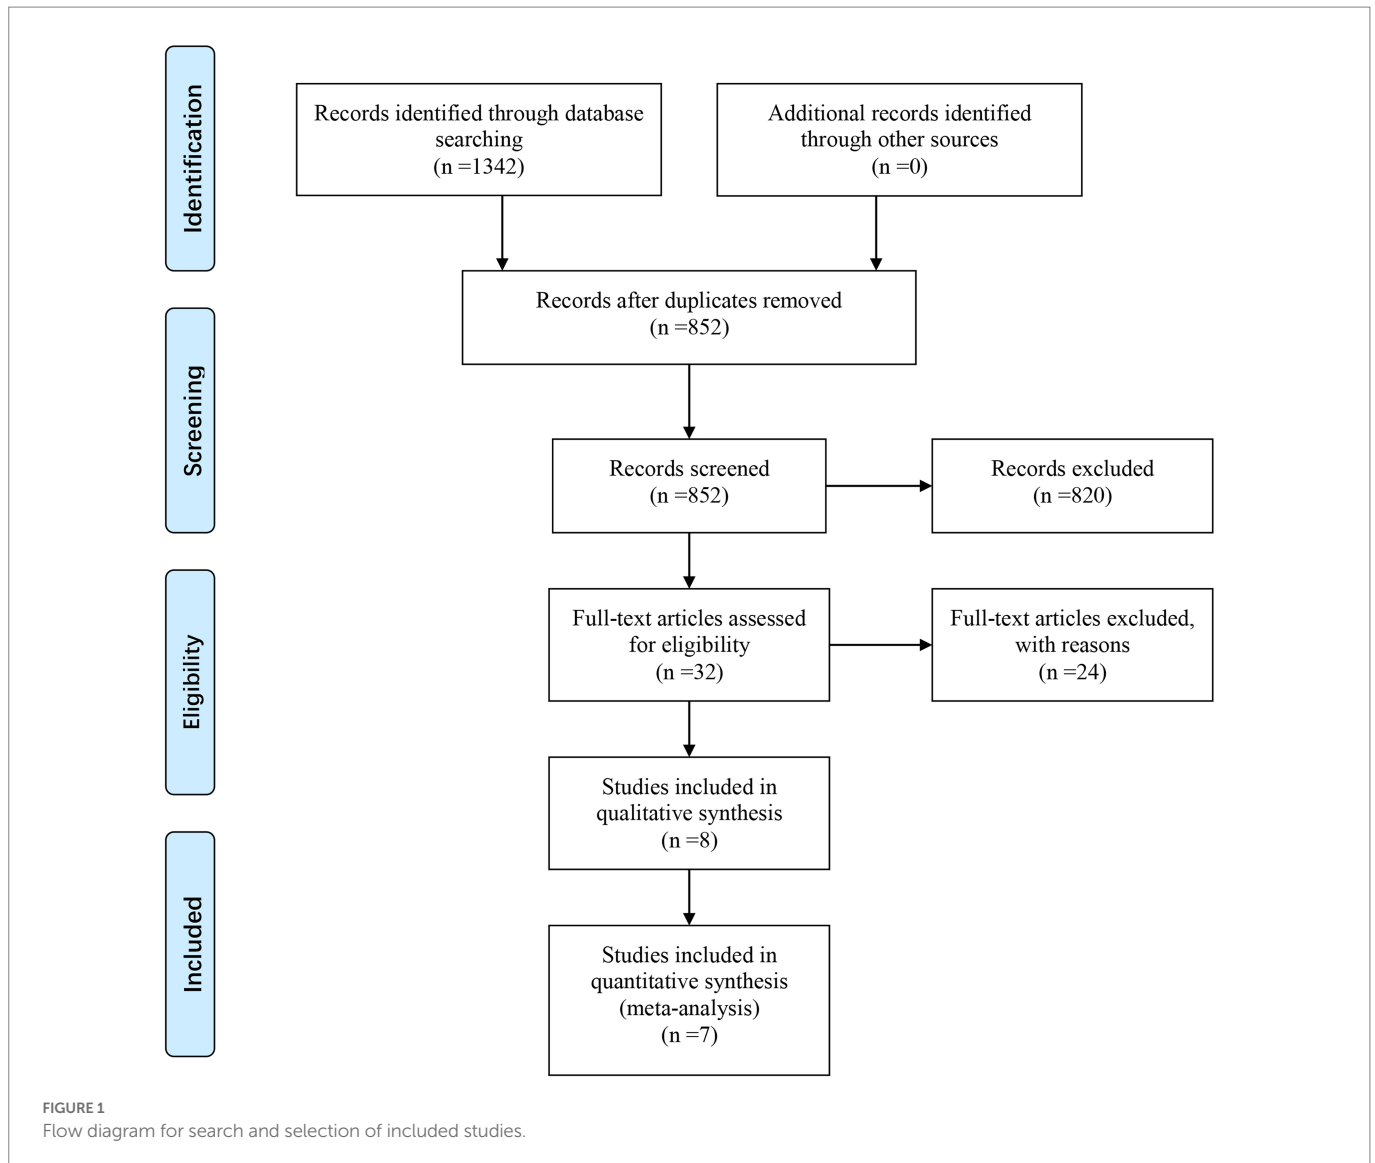 Identification
Records identified through database
searching
(n =1342)
Additional records identified
through other sources
(n =0)
Records after duplicates removed
(n =852)
Screening
Records screened
(n =852)
Records excluded
(n =820)
Eligibility
Full-text articles assessed
for eligibility
(n =32)
Full-text articles excluded,
with reasons
(n =24)
Studies included in
qualitative synthesis
(n =8)
Included
Studies included in
quantitative synthesis
(meta-analysis)
(n =7)
FIGURE 1
Flow diagram for search and selection of included studies.